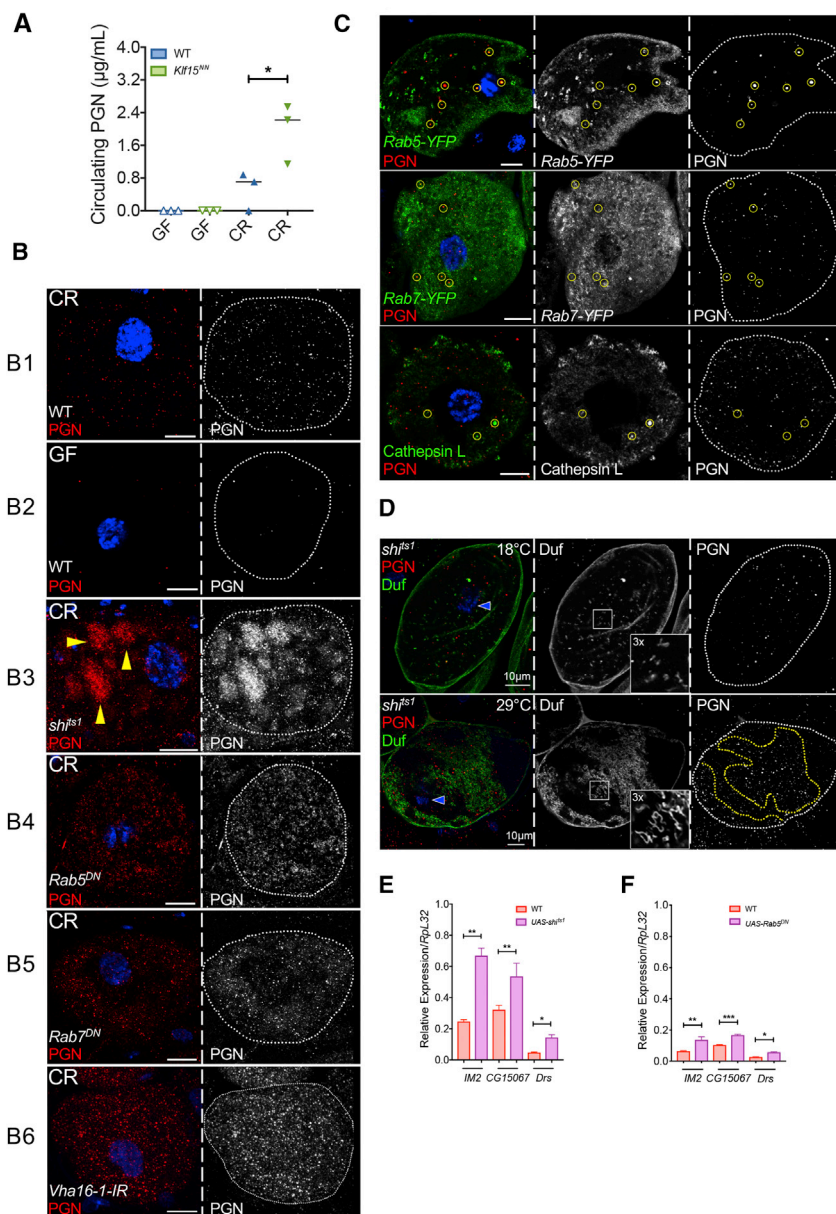 A
WT
Klf15NN
Circulating PGN (µg/mL)
4.0
3.2
2.4
1.6
0.8
0.0
*
GF
GF
CR
CR
B
B1
CR
WT
PGN
PGN
B2
GF
WT
PGN
PGN
B3
CR
shits1
PGN
PGN
B4
CR
Rab5DN
PGN
PGN
B5
CR
Rab7DN
PGN
PGN
B6
CR
Vha16-1-IR
PGN
PGN
C
Rab5-YFP
PGN
Rab5-YFP
PGN
Rab7-YFP
PGN
Rab7-YFP
PGN
Cathepsin L
PGN
Cathepsin L
PGN
D
shits1
18°C
PGN
Duf
10µm
Duf
3x
PGN
shits1
29°C
PGN
Duf
10µm
Duf
3x
PGN
E
WT
UAS-shits1
Relative Expression/RpL32
1.0
0.8
0.6
0.4
0.2
0.0
**
**
*
IM2
CG15067
Drs
F
WT
UAS-Rab5DN
Relative Expression/RpL32
1.0
0.8
0.6
0.4
0.2
0.0
**
***
*
IM2
CG15067
Drs